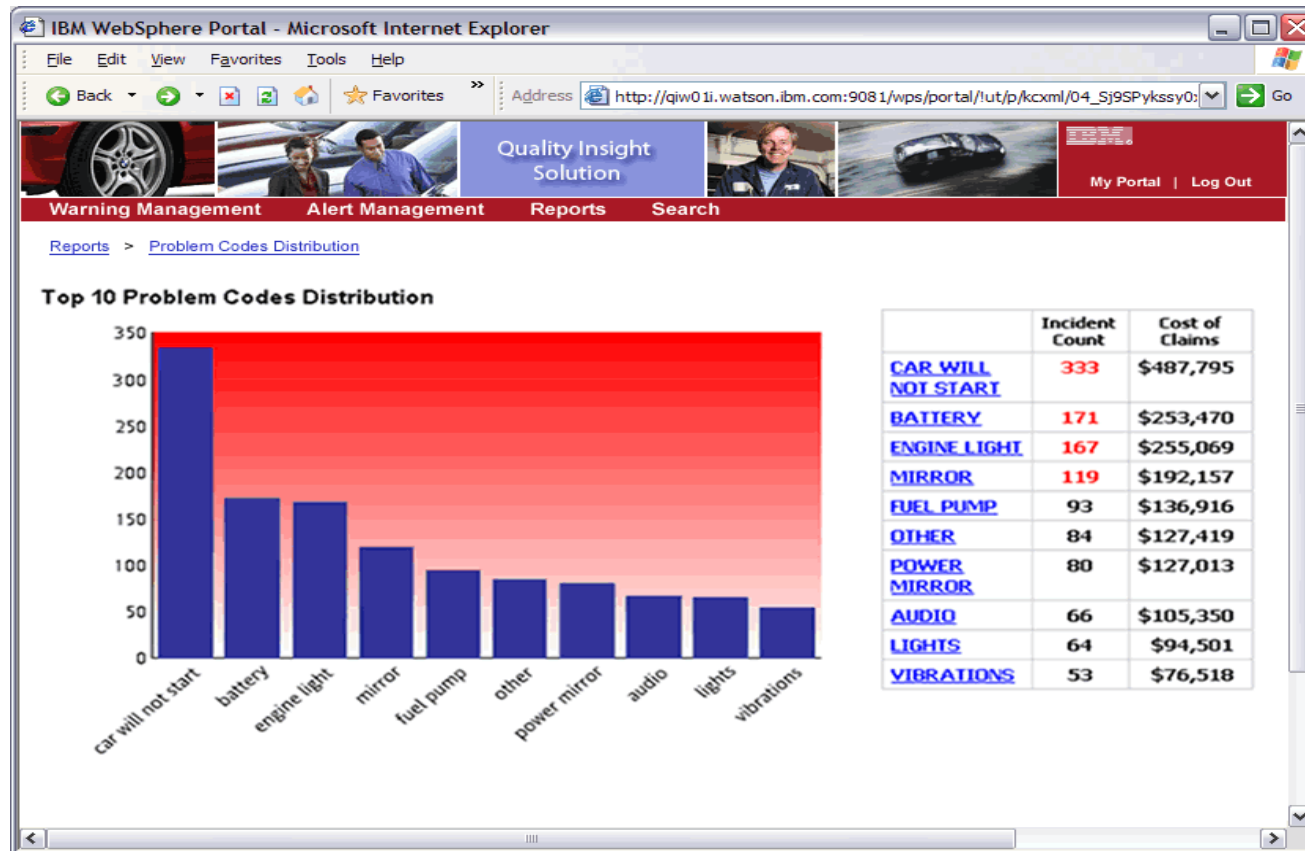 IBM WebSphere Portal - Microsoft Internet Explorer
File Edit View Favorites Tools Help
Back Favorites » Address http://qiw01i.watson.ibm.com:9081/wps/portal/!ut/p/kcxml/04_Sj9SPykssy0 Go
Quality Insight
Solution
IBM
My Portal | Log Out
Warning Management Alert Management Reports Search
Reports > Problem Codes Distribution
Top 10 Problem Codes Distribution
350
300
250
200
150
100
50
0
car will not start
battery
engine light
mirror
fuel pump
other
power mirror
audio
lights
vibrations
Incident Cost of
Count Claims
CAR WILL 333 $487,795
NOT START
BATTERY 171 $253,470
ENGINE LIGHT 167 $255,069
MIRROR 119 $192,157
FUEL PUMP 93 $136,916
OTHER 84 $127,419
POWER 80 $127,013
MIRROR
AUDIO 66 $105,350
LIGHTS 64 $94,501
VIBRATIONS 53 $76,518